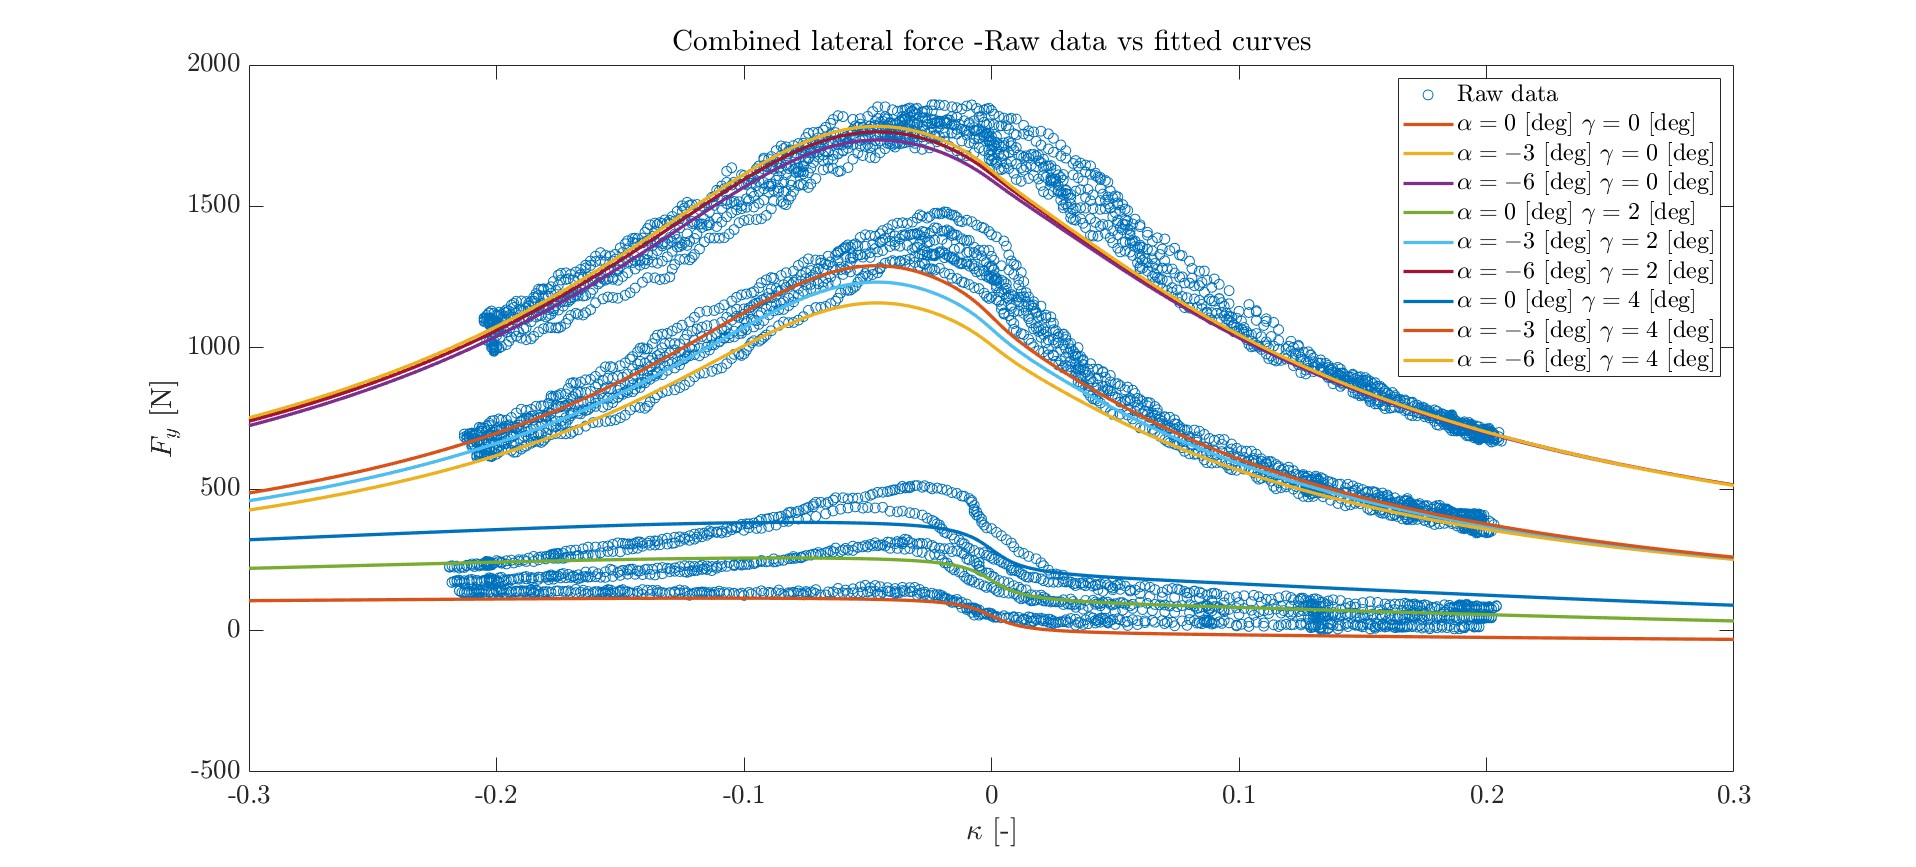 Combined lateral force -Raw data vs fitted curves
2000
1500
1000
500
0
-500
F_y [N]
Raw data
α = 0 [deg] γ = 0 [deg]
α = −3 [deg] γ = 0 [deg]
α = −6 [deg] γ = 0 [deg]
α = 0 [deg] γ = 2 [deg]
α = −3 [deg] γ = 2 [deg]
α = −6 [deg] γ = 2 [deg]
α = 0 [deg] γ = 4 [deg]
α = −3 [deg] γ = 4 [deg]
α = −6 [deg] γ = 4 [deg]
-0.3 -0.2 -0.1 0 0.1 0.2 0.3
κ [-]